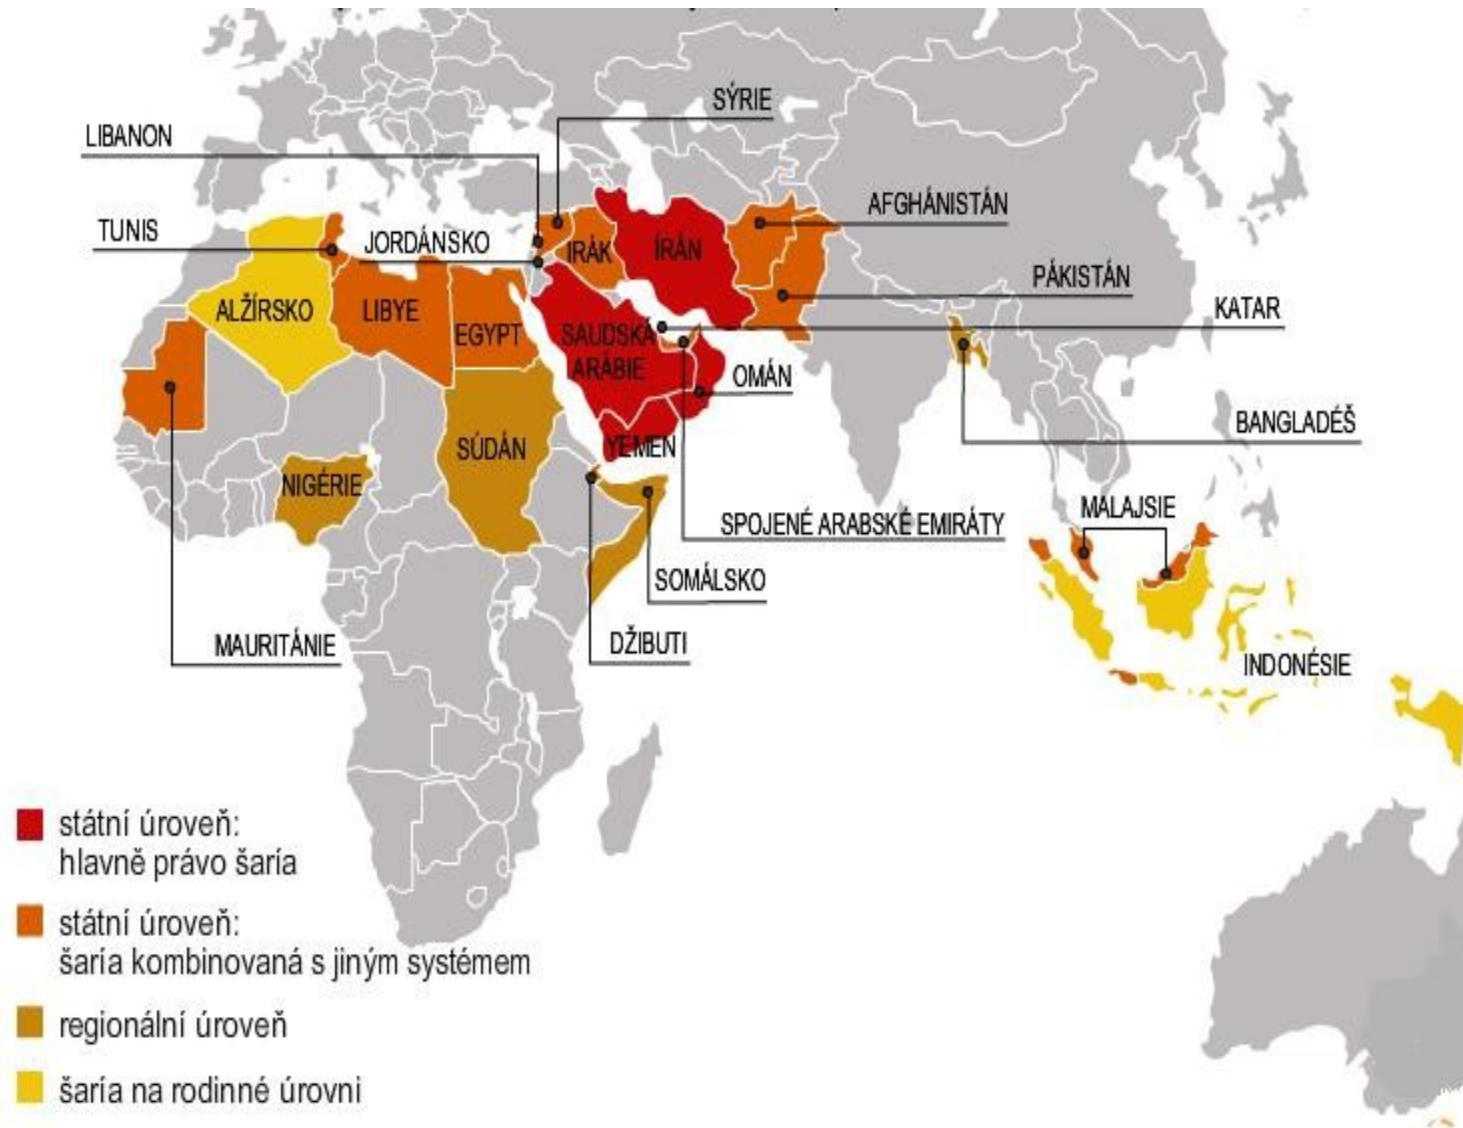 SÝRIE
LIBANON
AFGHÁNISTÁN
TUNIS
JORDÁNSKO
IRÁK
ÍRÁN
PÁKISTÁN
ALŽÍRSKO
LIBYE
EGYPT
SAUDSKÁ
ARÁBIE
KATAR
OMÁN
BANGLADÉŠ
SÚDÁN
YEMEN
NIGÉRIE
MALAJSIE
SPOJENÉ ARABSKÉ EMIRÁTY
SOMÁLSKO
MAURITÁNIE
DŽIBUTI
INDONÉSIE
státní úroveň:
hlavně právo šaría
státní úroveň:
šaría kombinovaná s jiným systémem
regionální úroveň
šaría na rodinné úrovni